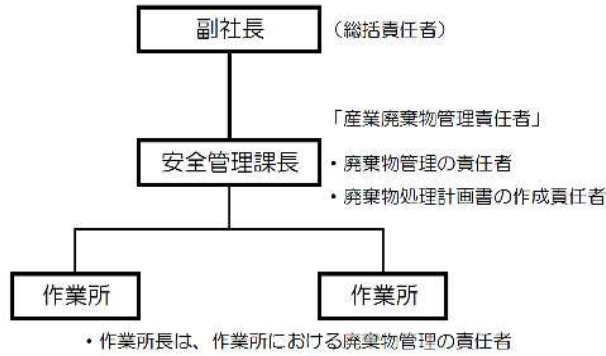 副社長 （総括責任者）
「産業廃棄物管理責任者」
安全管理課長 ・廃棄物管理の責任者
・廃棄物処理計画書の作成責任者
作業所 作業所
・作業所長は、作業所における廃棄物管理の責任者